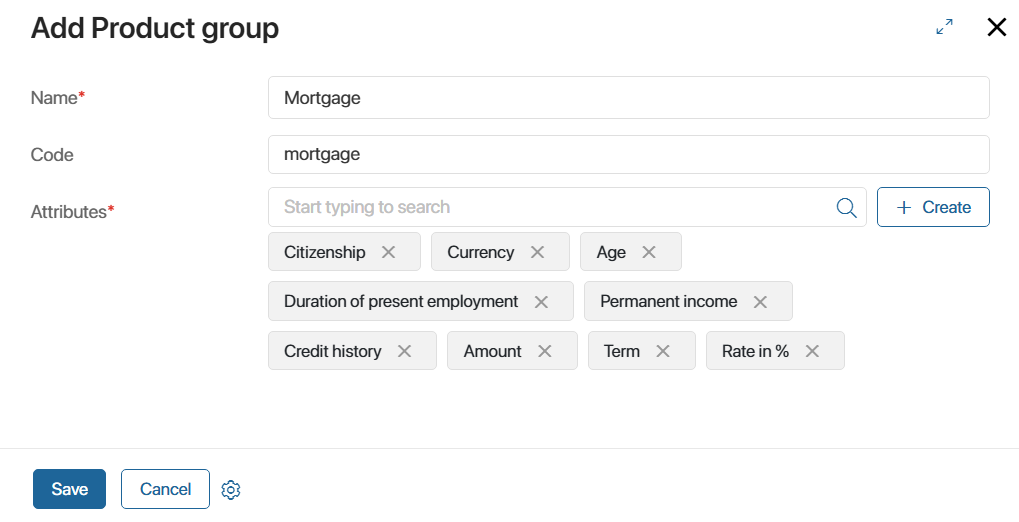 Add Product group
Name* Mortgage
Code mortgage
Attributes* Start typing to search + Create
Citizenship Currency Age
Duration of present employment Permanent income
Credit history Amount Term Rate in %
Save Cancel